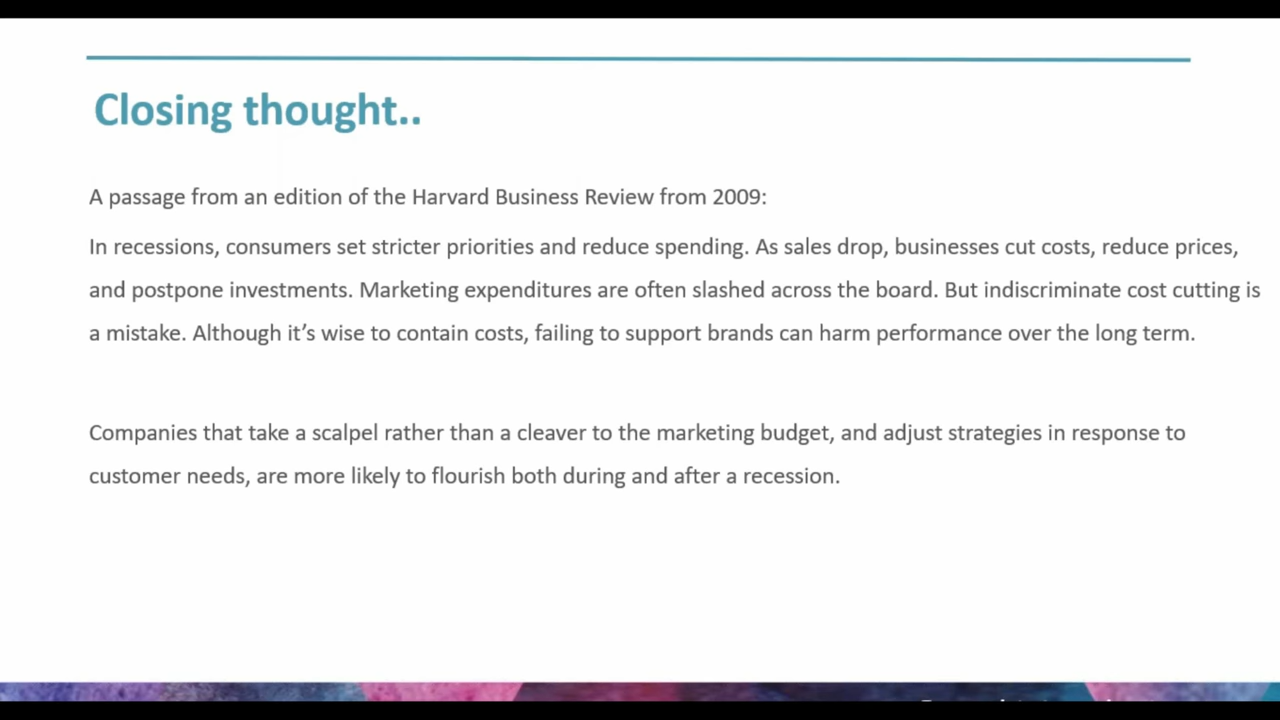 Closing thought..
A passage from an edition of the Harvard Business Review from 2009:
In recessions, consumers set stricter priorities and reduce spending. As sales drop, businesses cut costs, reduce prices,
and postpone investments. Marketing expenditures are often slashed across the board. But indiscriminate cost cutting is
a mistake. Although it’s wise to contain costs, failing to support brands can harm performance over the long term.
Companies that take a scalpel rather than a cleaver to the marketing budget, and adjust strategies in response to
customer needs, are more likely to flourish both during and after a recession.